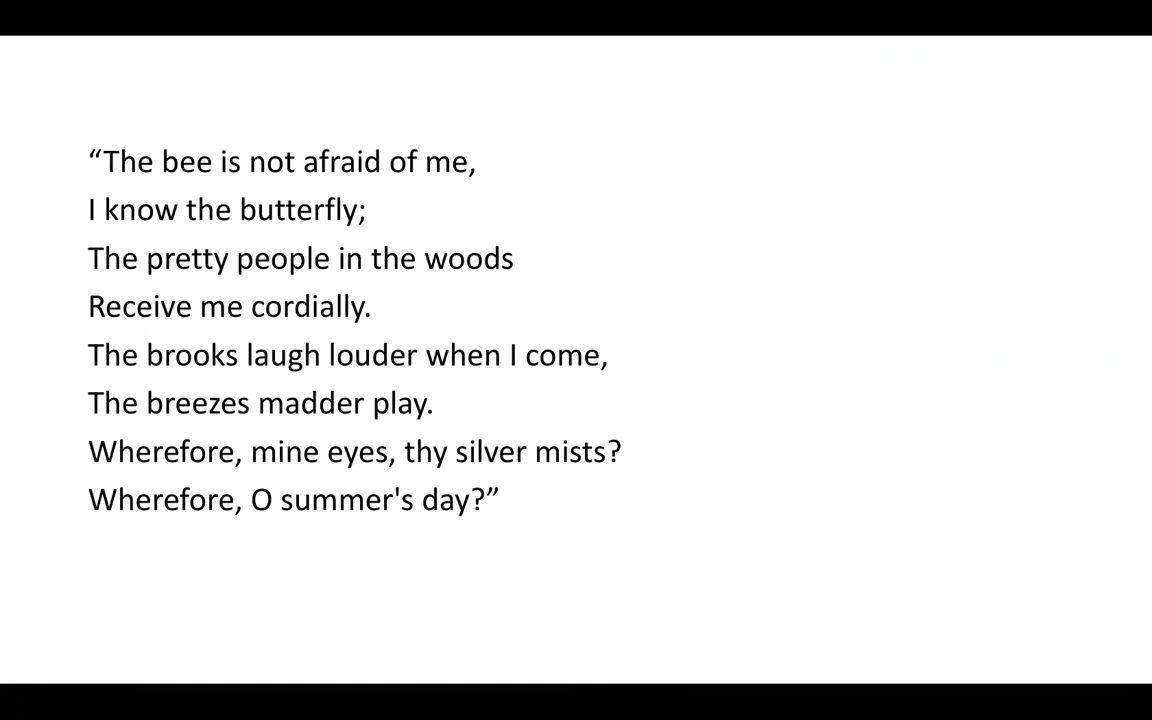 “The bee is not afraid of me,
I know the butterfly;
The pretty people in the woods
Receive me cordially.
The brooks laugh louder when I come,
The breezes madder play.
Wherefore, mine eyes, thy silver mists?
Wherefore, O summer's day?”